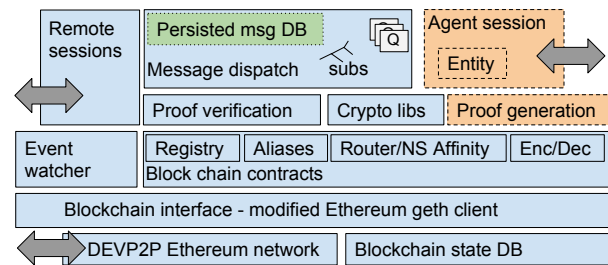 Remote
sessions
Persisted msg DB
Message dispatch
subs
Q
Agent session
Entity
Proof verification
Crypto libs
Proof generation
Event
watcher
Registry
Aliases
Router/NS Affinity
Enc/Dec
Block chain contracts
Blockchain interface - modified Ethereum geth client
DEVP2P Ethereum network
Blockchain state DB